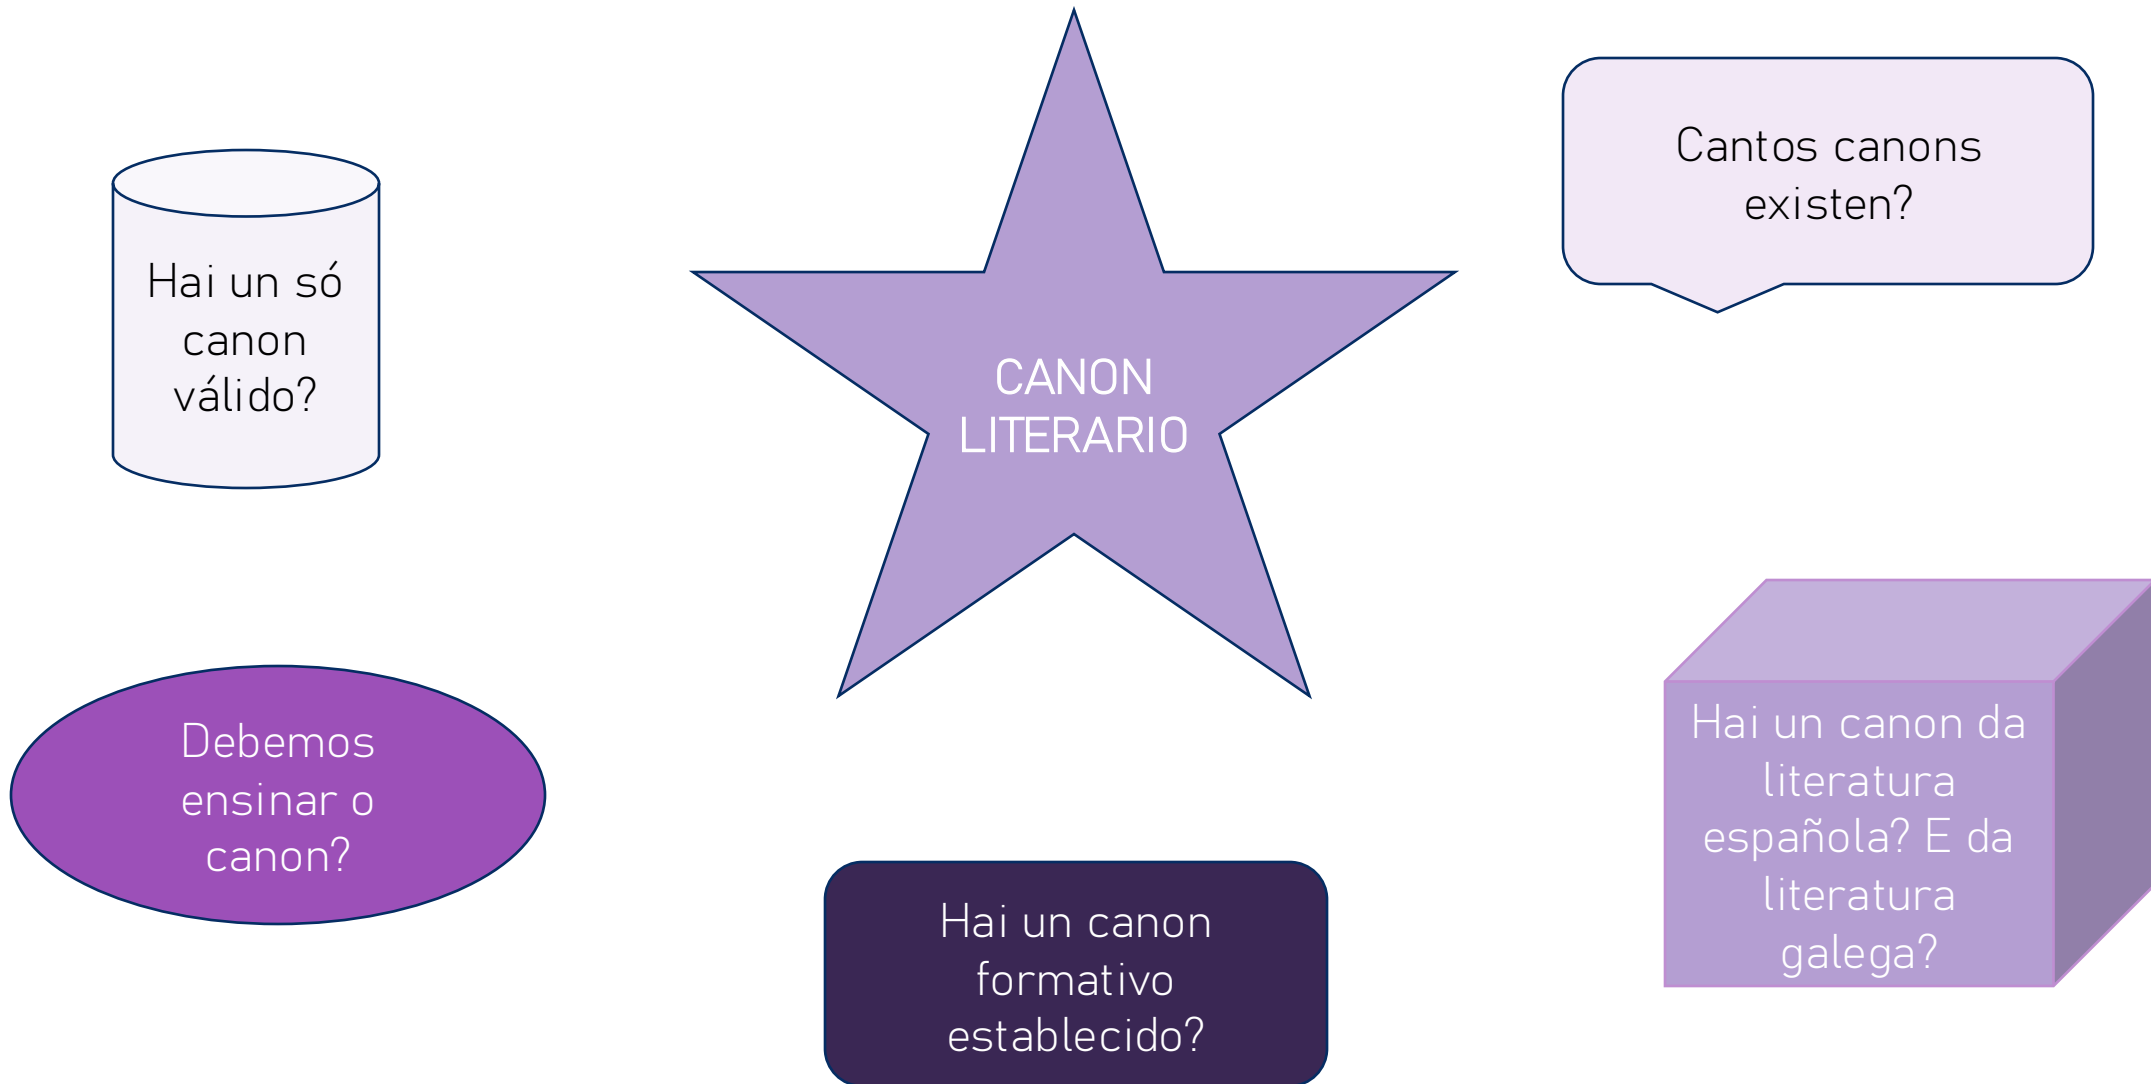 Cantos canons
existen?
Hai un só
canon
válido?
CANON
LITERARIO
Debemos
ensinar o
canon?
Hai un canon da
literatura
española? E da
literatura
galega?
Hai un canon
formativo
establecido?